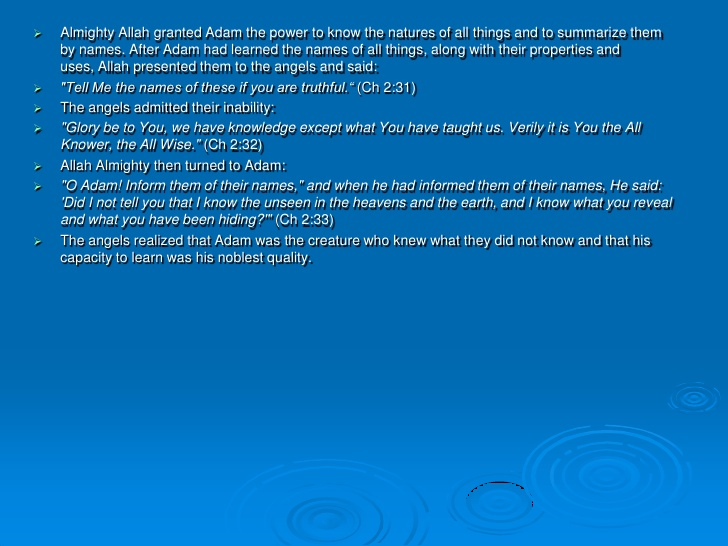 Almighty Allah granted Adam the power to know the natures of all things and to summarize them
by names. After Adam had learned the names of all things, along with their properties and
uses, Allah presented them to the angels and said:
"Tell Me the names of these if you are truthful.“ (Ch 2:31)
The angels admitted their inability:
"Glory be to You, we have knowledge except what You have taught us. Verily it is You the All
Knower, the All Wise." (Ch 2:32)
Allah Almighty then turned to Adam:
"O Adam! Inform them of their names," and when he had informed them of their names, He said:
'Did I not tell you that I know the unseen in the heavens and the earth, and I know what you reveal
and what you have been hiding?'" (Ch 2:33)
The angels realized that Adam was the creature who knew what they did not know and that his
capacity to learn was his noblest quality.